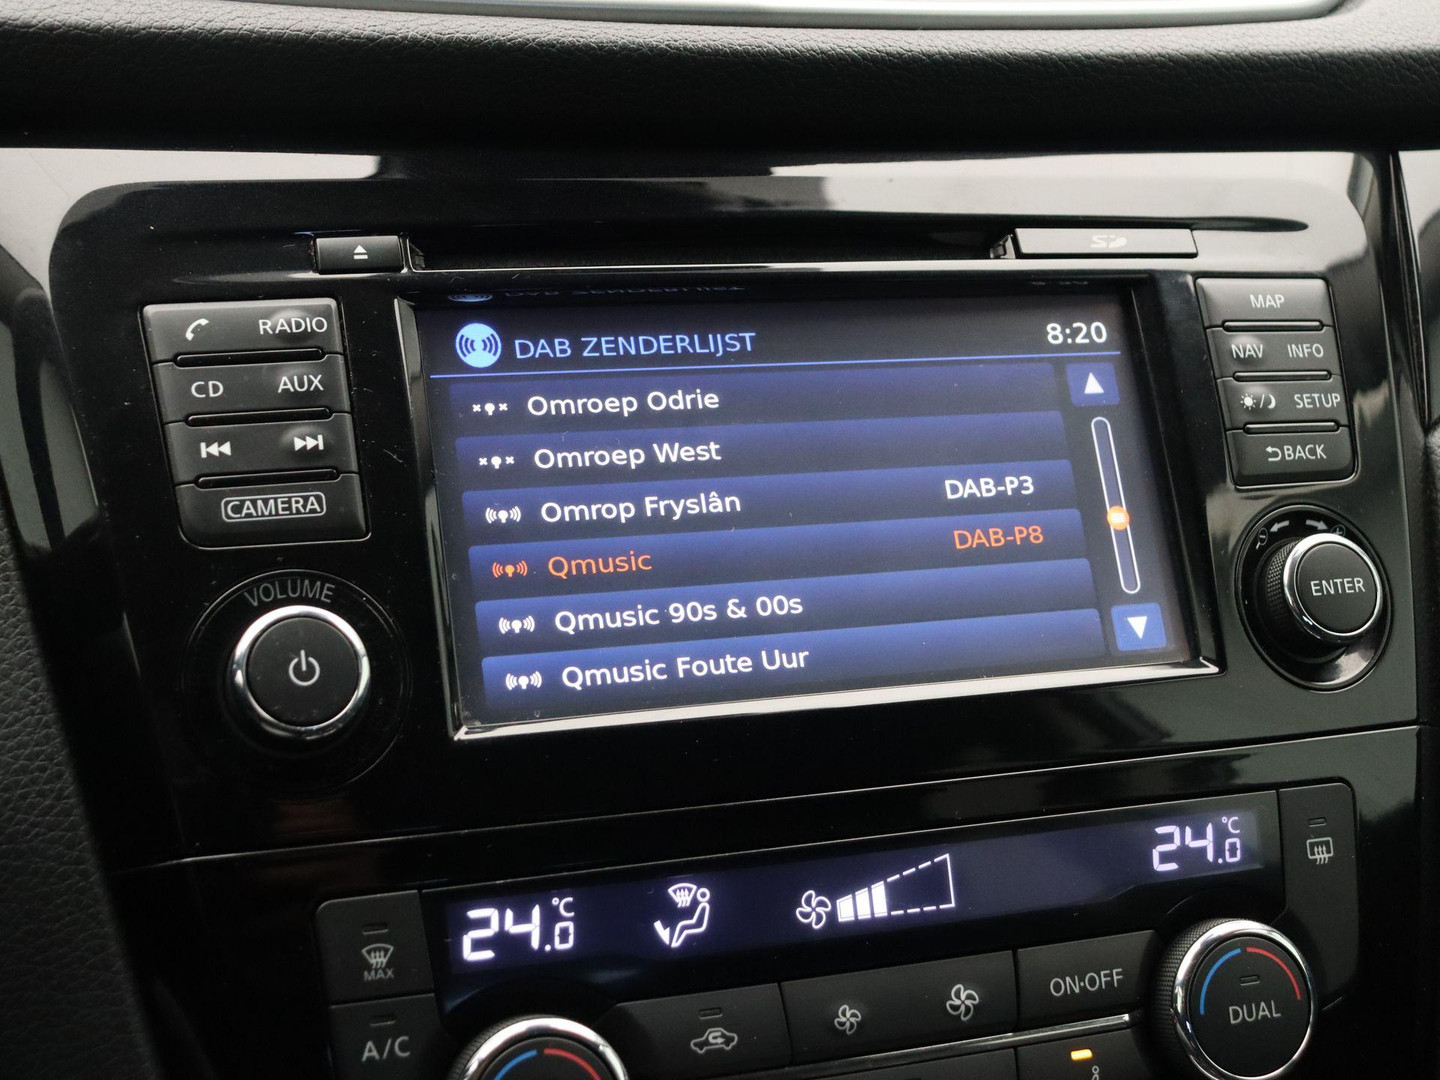 RADIO
CD AUX
CAMERA
VOLUME
DAB ZENDERLIJST 8:20
Omroep Odrie
Omroep West
Omrop Fryslân DAB-P3
Qmusic DAB-P8
Qmusic 90s & 00s
Qmusic Foute Uur
MAP
NAV INFO
SETUP
BACK
ENTER
24.0 °C
24.0 °C
MAX
A/C
ON·OFF
DUAL